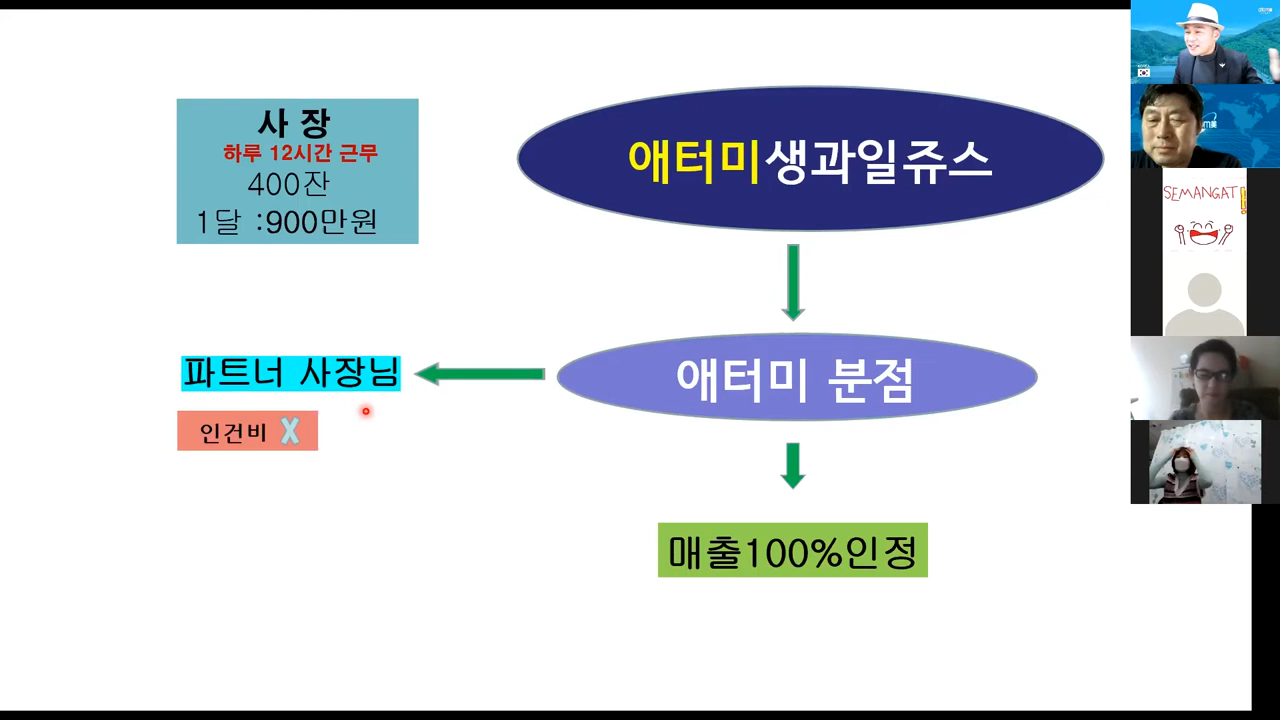 사 장
하루 12시간 근무
400잔
1달 :900만원
애터미생과일쥬스
애터미 분점
파트너 사장님
인건비 X
매출100%인정
SEMANGAT!
KOREA